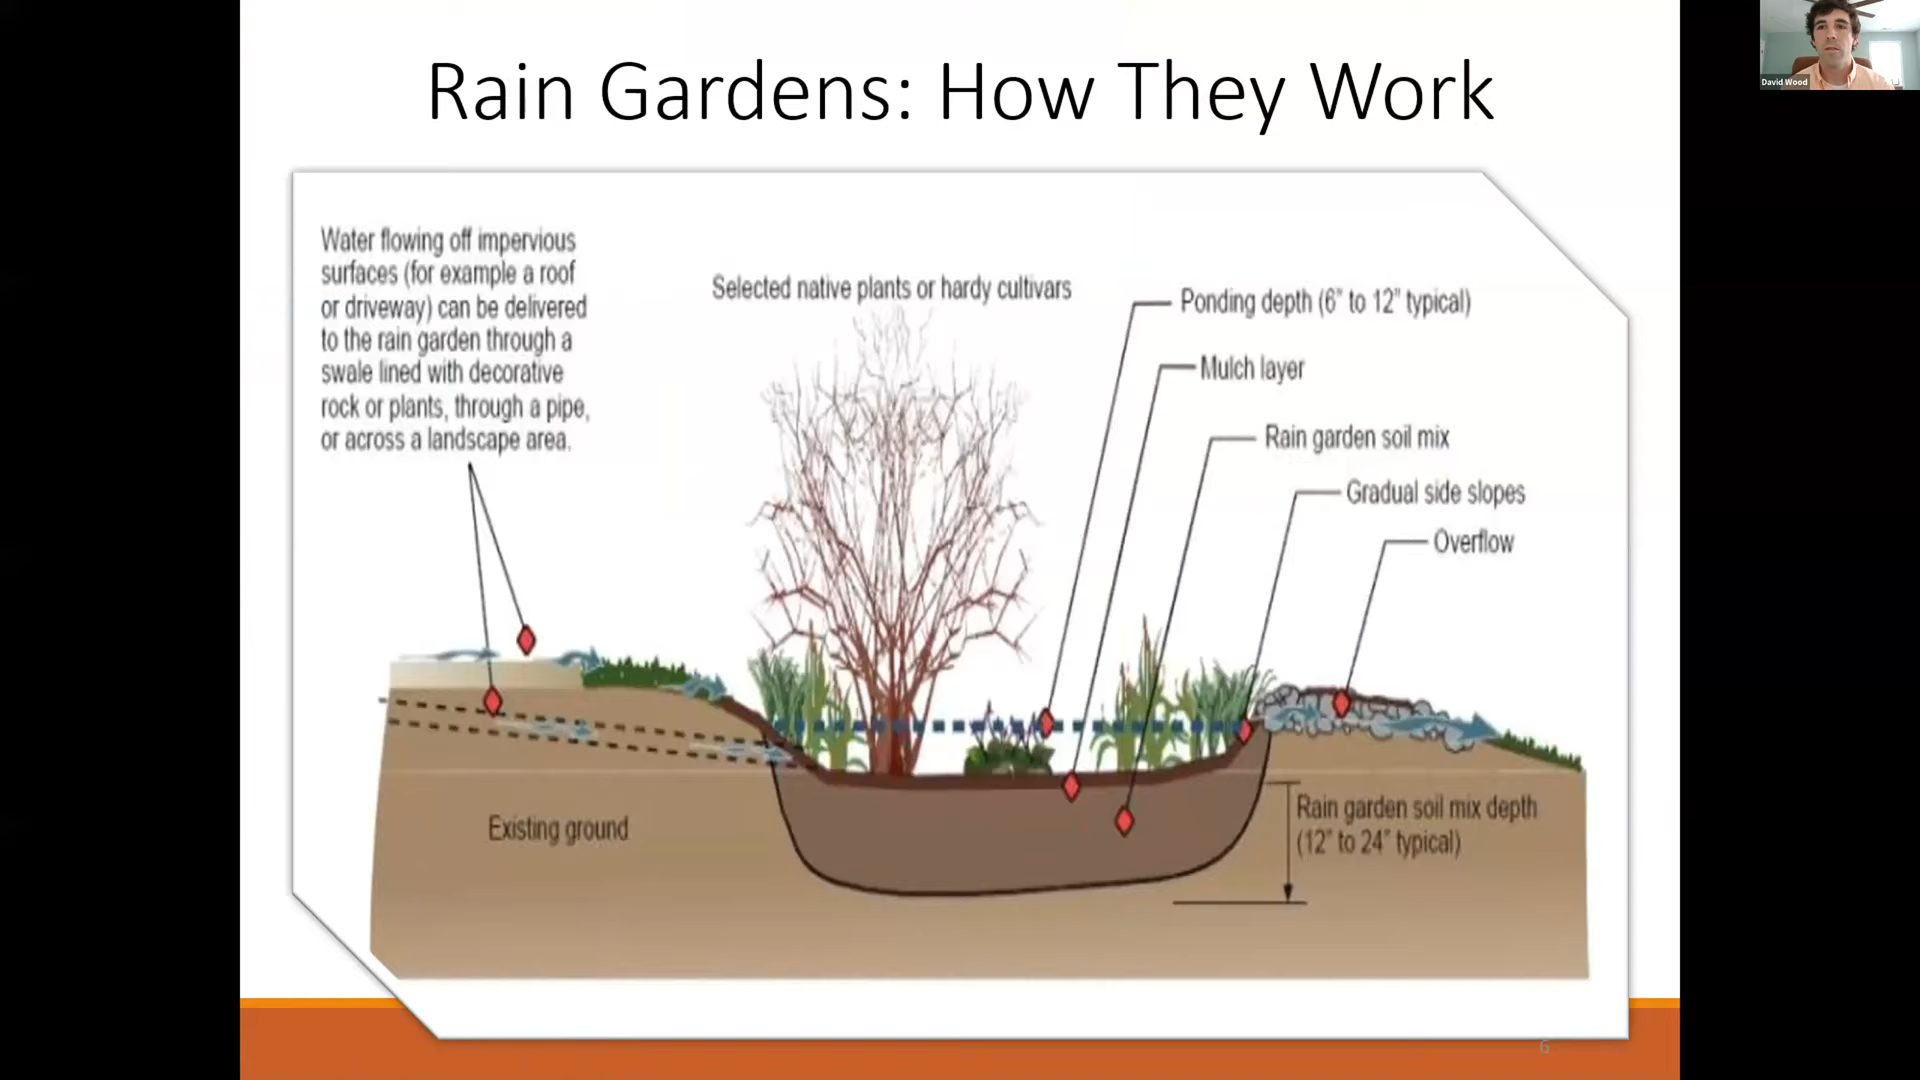 Rain Gardens: How They Work
David Wood
Water flowing off impervious
surfaces (for example a roof
or driveway) can be delivered
to the rain garden through a
swale lined with decorative
rock or plants, through a pipe,
or across a landscape area.
Selected native plants or hardy cultivars
Ponding depth (6" to 12" typical)
Mulch layer
Rain garden soil mix
Gradual side slopes
Overflow
Existing ground
Rain garden soil mix depth
(12" to 24" typical)
6